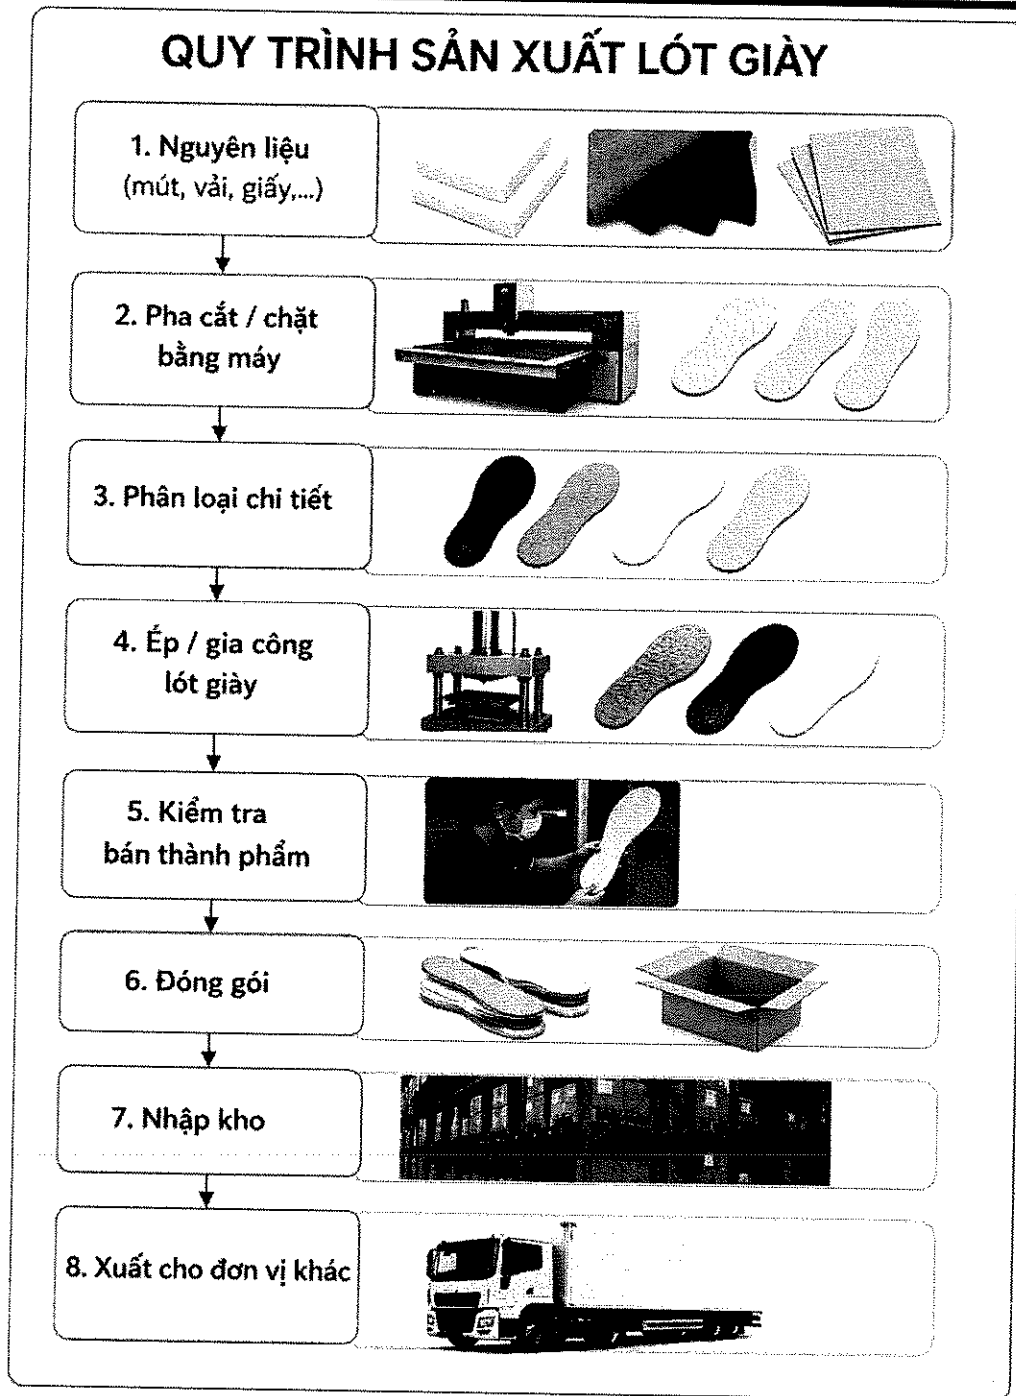 QUY TRÌNH SẢN XUẤT LÓT GIÀY
1. Nguyên liệu
(mút, vải, giấy,...)
2. Pha cắt / chặt
bằng máy
3. Phân loại chi tiết
4. Ép / gia công
lót giày
5. Kiểm tra
bán thành phẩm
6. Đóng gói
7. Nhập kho
8. Xuất cho đơn vị khác